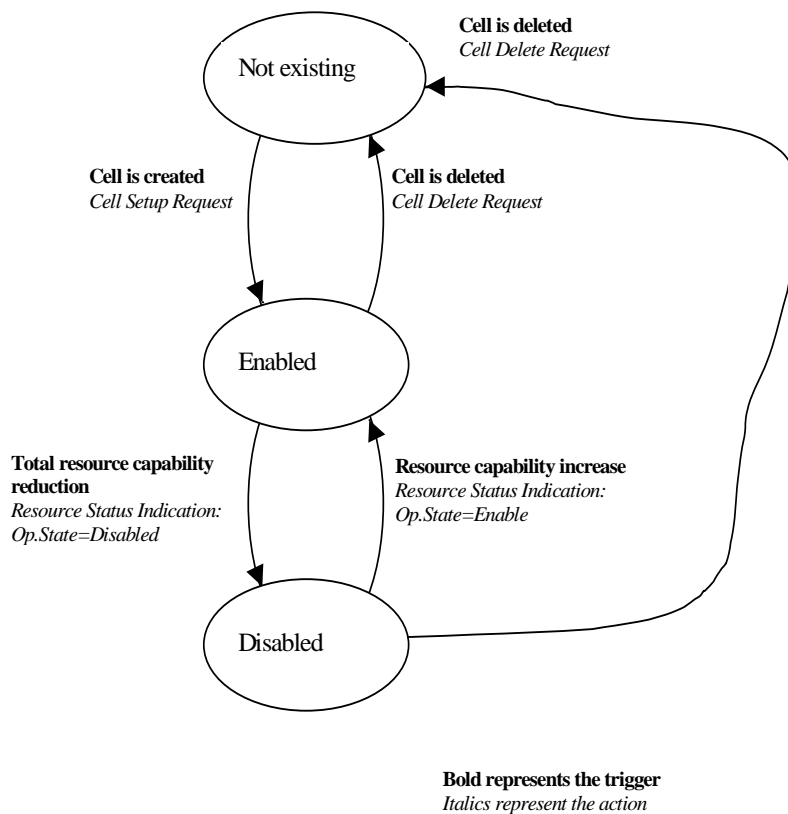 Cell is deleted
Cell Delete Request
Not existing
Cell is created
Cell Setup Request
Cell is deleted
Cell Delete Request
Enabled
Total resource capability
reduction
Resource Status Indication:
Op.State=Disabled
Resource capability increase
Resource Status Indication:
Op.State=Enable
Disabled
Bold represents the trigger
Italics represent the action